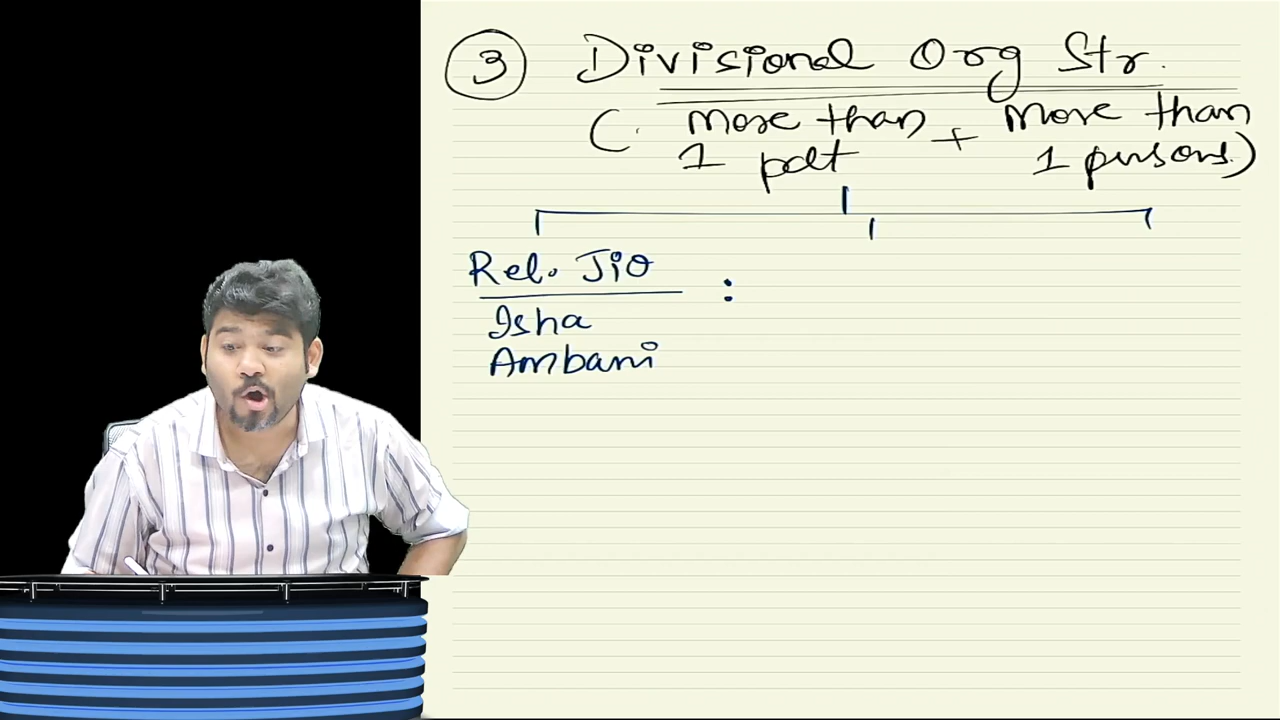 3 Divisional Org Str.
(. More than + More than
1 pdt 1 persons.)
Rel. Jio :
Isha
Ambani